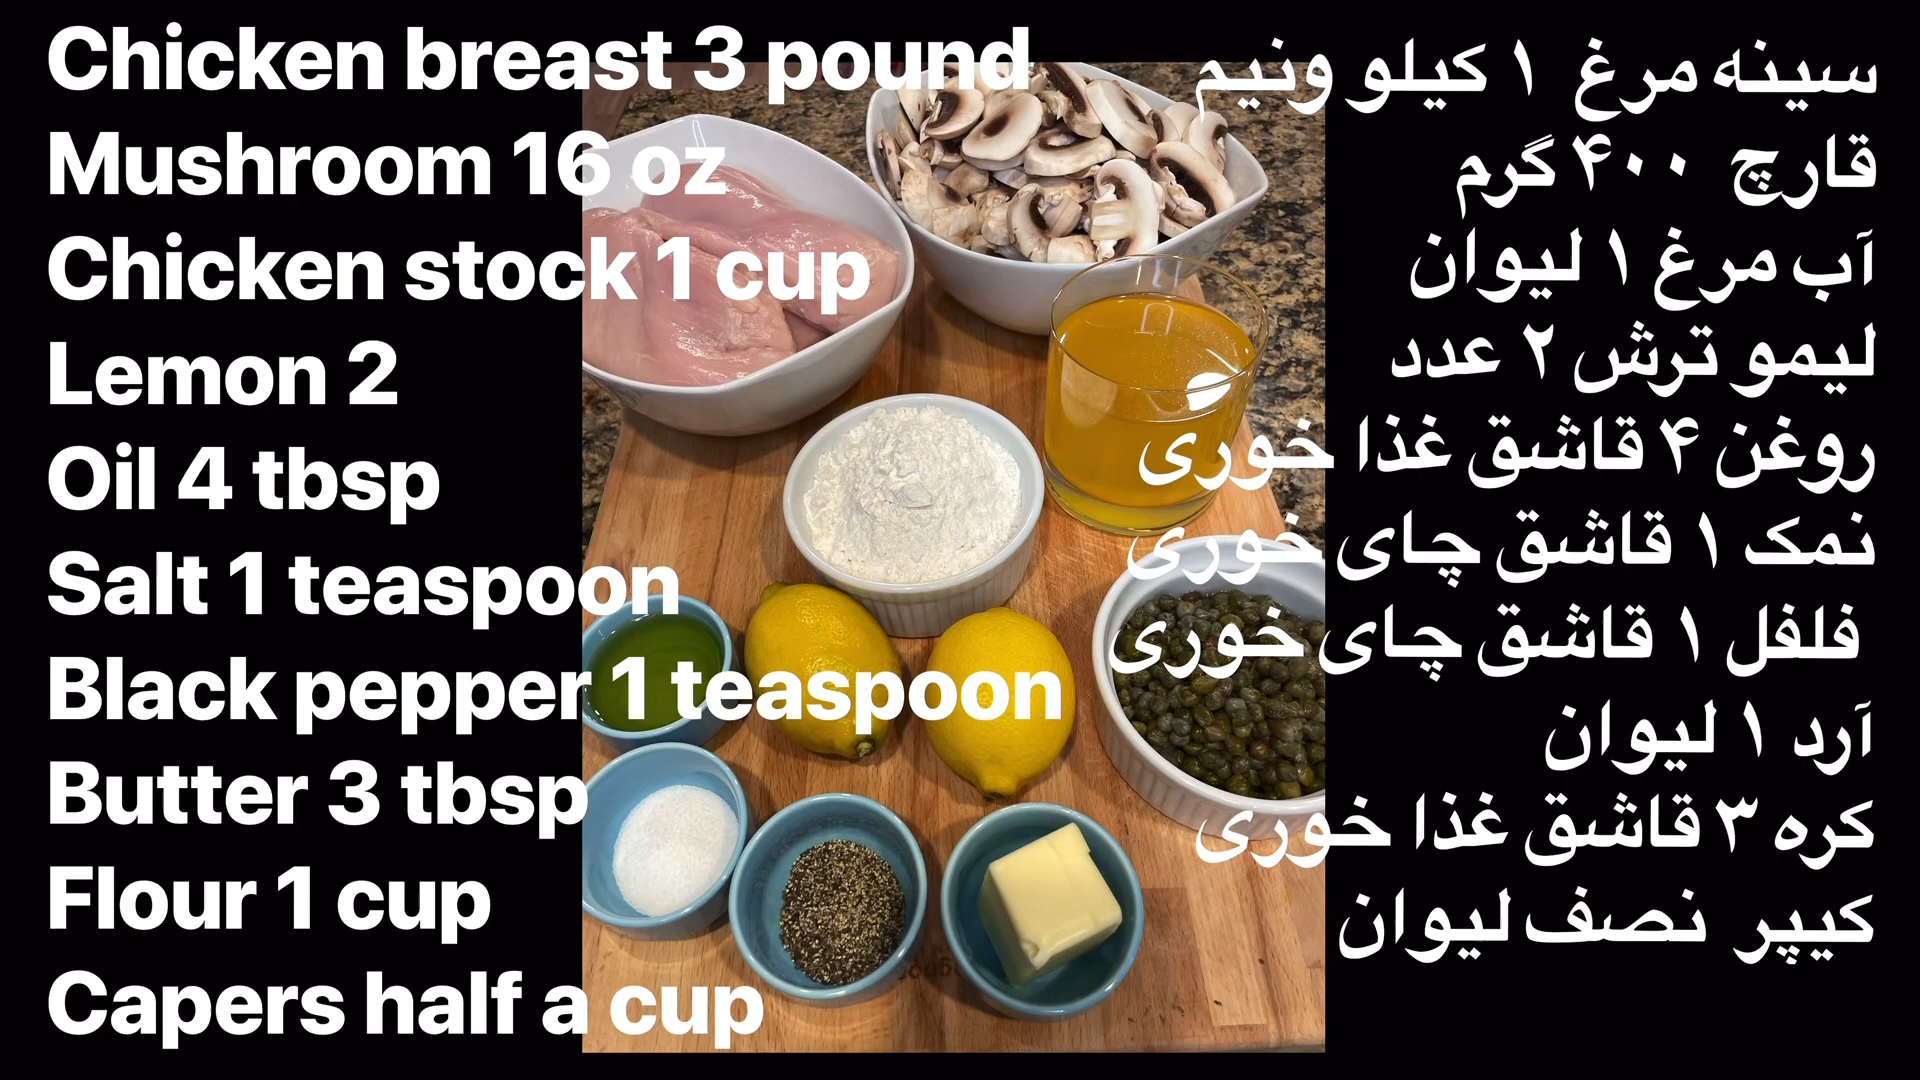 Chicken breast 3 pound
Mushroom 16 oz
Chicken stock 1 cup
Lemon 2
Oil 4 tbsp
Salt 1 teaspoon
Black pepper 1 teaspoon
Butter 3 tbsp
Flour 1 cup
Capers half a cup
سینه مرغ ۱ کیلو ونیم
قارچ ۴۰۰ گرم
آب مرغ ۱ لیوان
لیمو ترش ۲ عدد
روغن ۴ قاشق غذا خوری
نمک ۱ قاشق چای خوری
فلفل ۱ قاشق چای خوری
آرد ۱ لیوان
کره ۳ قاشق غذا خوری
کیپر نصف لیوان